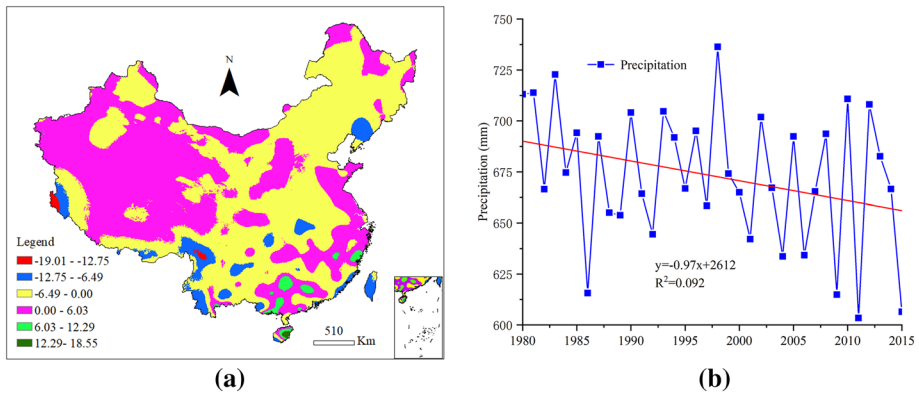 N
Legend
-19.01 - -12.75
-12.75 - -6.49
-6.49 - 0.00
0.00 - 6.03
6.03 - 12.29
12.29- 18.55
510
Km
(a)
Precipitation (mm)
750
725
700
675
650
625
600
Precipitation
y=-0.97x+2612
R²=0.092
1980 1985 1990 1995 2000 2005 2010 2015
(b)